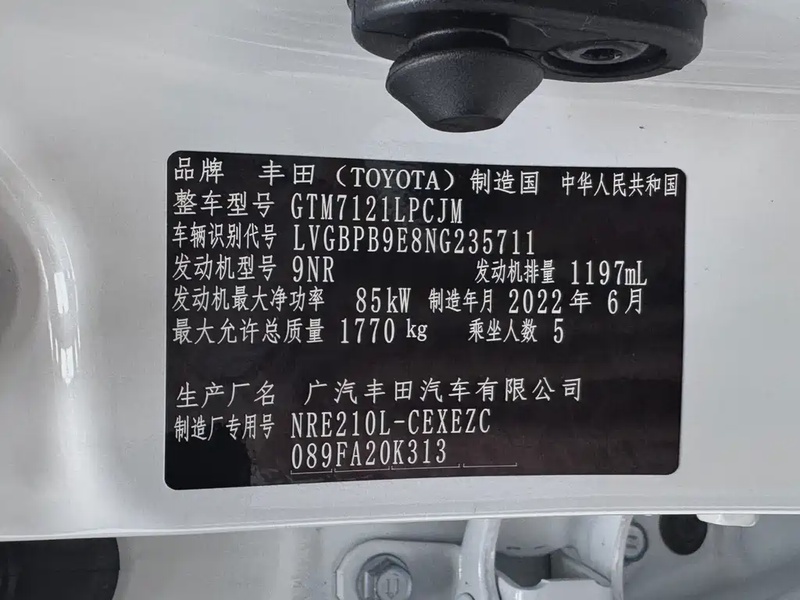 品牌 丰田（TOYOTA）制造国 中华人民共和国
整车型号 GTM7121LPCJM
车辆识别代号 LVGBPB9E8NG235711
发动机型号 9NR 发动机排量 1197mL
发动机最大净功率 85kW 制造年月 2022年 6月
最大允许总质量 1770 kg 乘坐人数 5
生产厂名 广汽丰田汽车有限公司
制造厂专用号 NRE210L-CEXEZC
089FA20K313